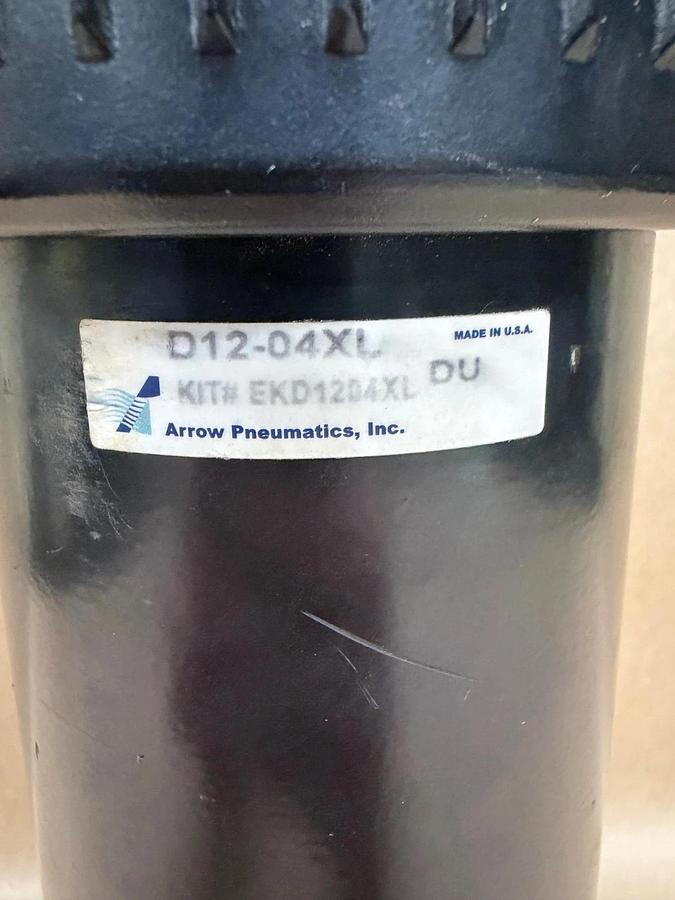 D12-04XL
MADE IN U.S.A.
KIT# EKD1204XL DU
Arrow Pneumatics, Inc.